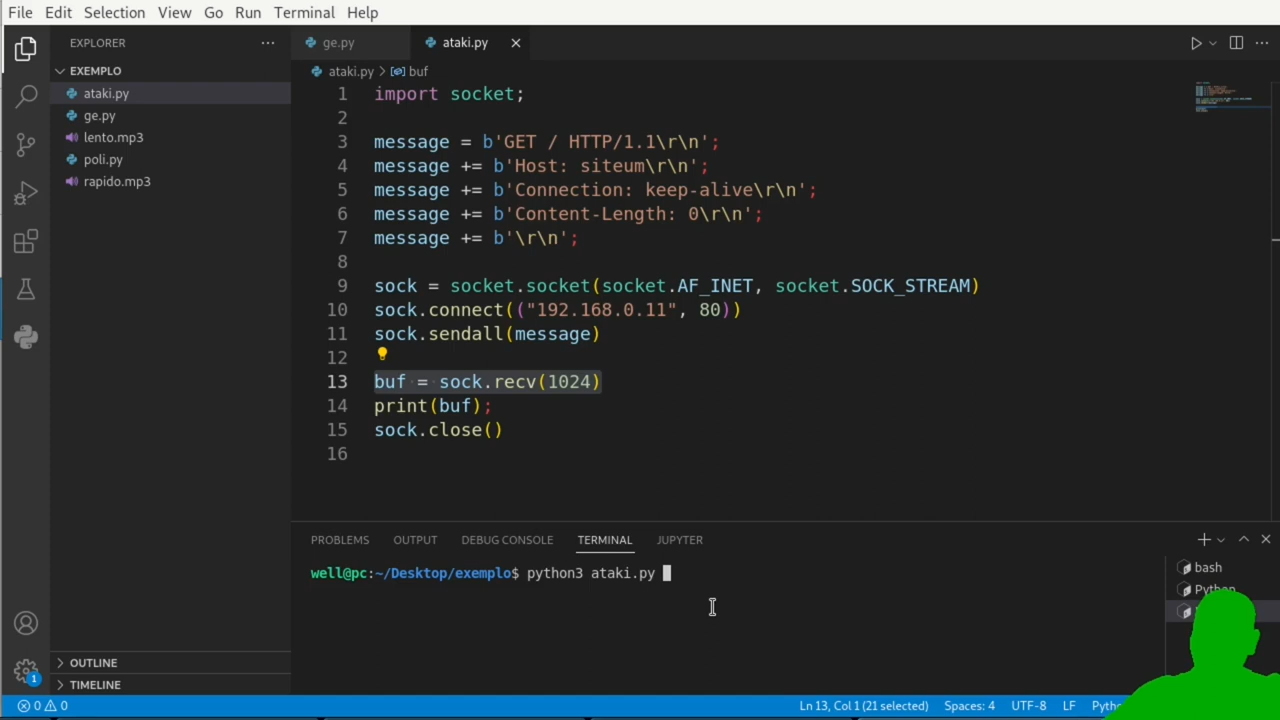 File Edit Selection View Go Run Terminal Help
EXPLORER
EXEMPLO
ataki.py
ge.py
lento.mp3
poli.py
rapido.mp3
OUTLINE
TIMELINE
ge.py ataki.py
ataki.py > buf
1 import socket;
2
3 message = b'GET / HTTP/1.1\r\n';
4 message += b'Host: siteum\r\n';
5 message += b'Connection: keep-alive\r\n';
6 message += b'Content-Length: 0\r\n';
7 message += b'\r\n';
8
9 sock = socket.socket(socket.AF_INET, socket.SOCK_STREAM)
10 sock.connect(("192.168.0.11", 80))
11 sock.sendall(message)
12
13 buf = sock.recv(1024)
14 print(buf);
15 sock.close()
16
PROBLEMS OUTPUT DEBUG CONSOLE TERMINAL JUPYTER
well@pc:~/Desktop/exemplo$ python3 ataki.py
bash
1
0 0 Ln 13, Col 1 (21 selected) Spaces: 4 UTF-8 LF